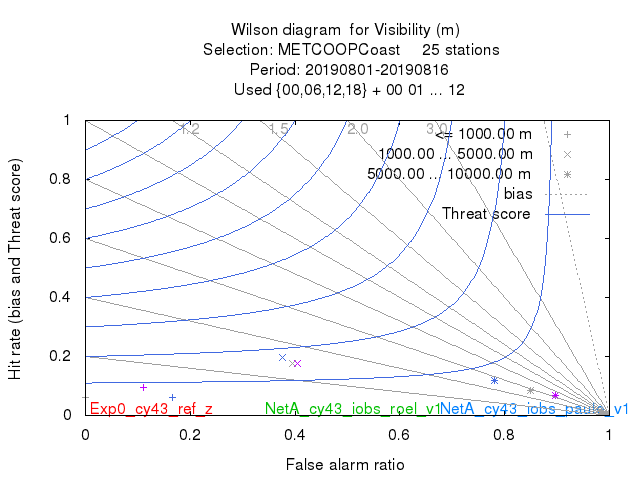 Wilson diagram for Visibility (m)
Selection: METCOOPCoast 25 stations
Period: 20190801-20190816
Used {00,06,12,18} + 00 01 ... 12
Hit rate (bias and Threat score)
1
0.8
0.6
0.4
0.2
0
1.2 1.5 2.0 3.0
<= 1000.00 m
1000.00 ... 5000.00 m
5000.00 ... 10000.00 m
bias
Threat score
Exp0_cy43_ref_z NetA_cy43_iobs_roel_v1 NetA_cy43_iobs_paula_v1
0 0.2 0.4 0.6 0.8 1
False alarm ratio